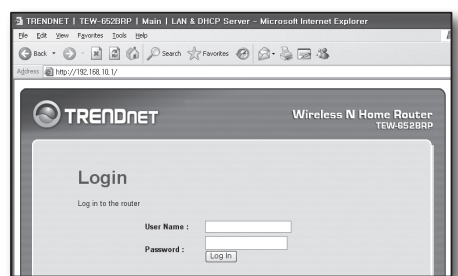 TRENDNET | TEW-652BRP | Main | LAN & DHCP Server - Microsoft Internet Explorer
File Edit View Favorites Tools Help
Back Search Favorites
Address http://192.168.10.1/
TRENDNET Wireless N Home Router
TEW-652BRP
Login
Log in to the router
User Name :
Password :
Log In